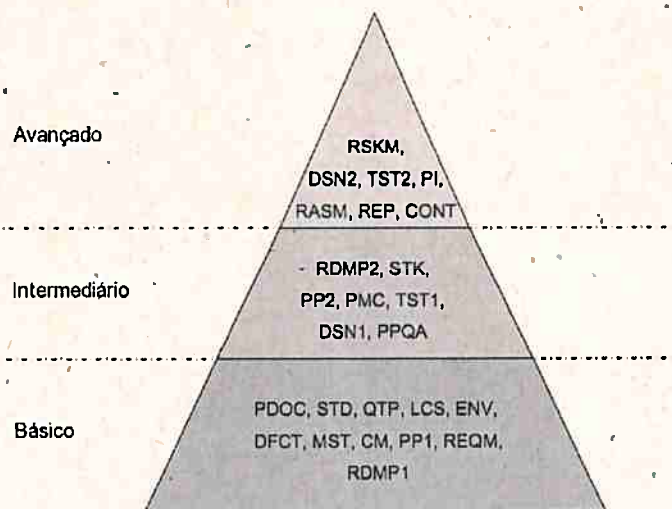 Avançado
RSKM,
DSN2, TST2, PI,
RASM, REP, CONT
Intermediário
RDMP2, STK,
PP2, PMC, TST1,
DSN1, PPQA
Básico
PDOC, STD, QTP, LCS, ENV,
DFCT, MST, CM, PP1, REQM,
RDMP1